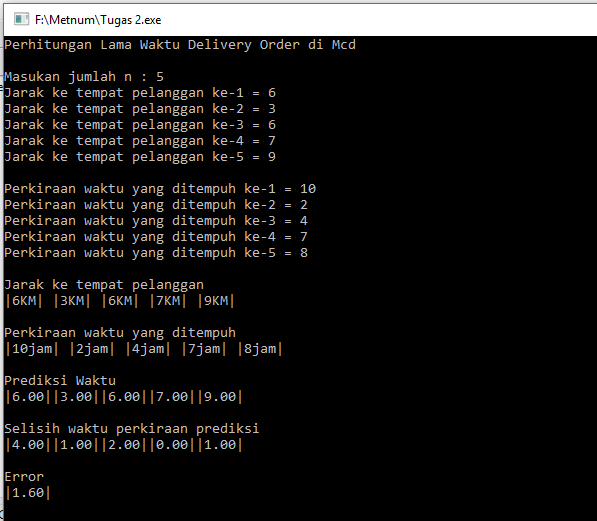 F:\Metnum\Tugas 2.exe
Perhitungan Lama Waktu Delivery Order di Mcd
Masukan jumlah n : 5
Jarak ke tempat pelanggan ke-1 = 6
Jarak ke tempat pelanggan ke-2 = 3
Jarak ke tempat pelanggan ke-3 = 6
Jarak ke tempat pelanggan ke-4 = 7
Jarak ke tempat pelanggan ke-5 = 9
Perkiraan waktu yang ditempuh ke-1 = 10
Perkiraan waktu yang ditempuh ke-2 = 2
Perkiraan waktu yang ditempuh ke-3 = 4
Perkiraan waktu yang ditempuh ke-4 = 7
Perkiraan waktu yang ditempuh ke-5 = 8
Jarak ke tempat pelanggan
|6KM| |3KM| |6KM| |7KM| |9KM|
Perkiraan waktu yang ditempuh
|10jam| |2jam| |4jam| |7jam| |8jam|
Prediksi Waktu
|6.00||3.00||6.00||7.00||9.00|
Selisih waktu perkiraan prediksi
|4.00||1.00||2.00||0.00||1.00|
Error
|1.60|